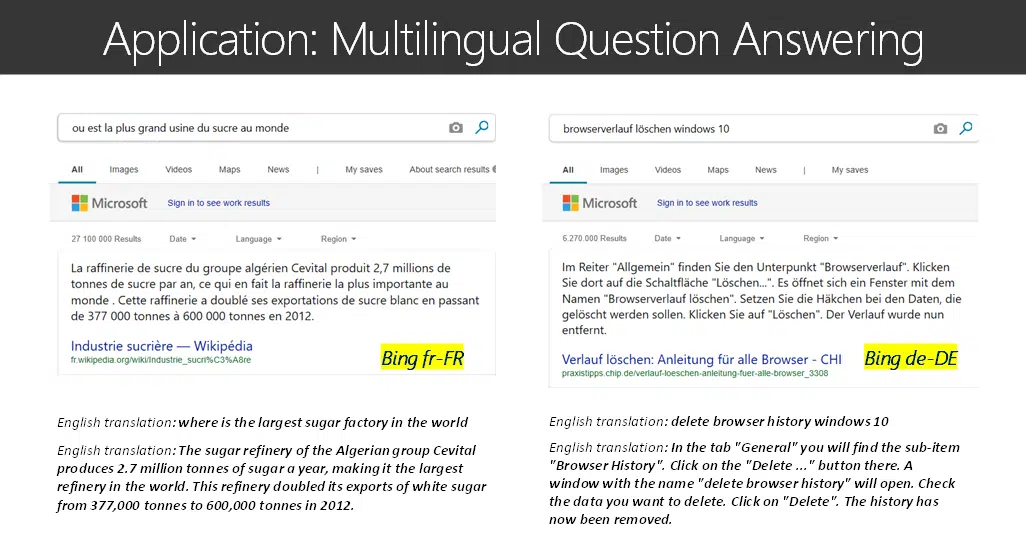 Application: Multilingual Question Answering
ou est la plus grand usine du sucre au monde
All Images Videos Maps News | My saves About search results
Microsoft Sign in to see work results
27 100 000 Results Date Language Region
La raffinerie de sucre du groupe algérien Cevital produit 2,7 millions de
tonnes de sucre par an, ce qui en fait la raffinerie la plus importante au
monde . Cette raffinerie a doublé ses exportations de sucre blanc en passant
de 377 000 tonnes à 600 000 tonnes en 2012.
Industrie sucrière — Wikipédia
fr.wikipedia.org/wiki/Industrie_sucri%C3%A8re
Bing fr-FR
English translation: where is the largest sugar factory in the world
English translation: The sugar refinery of the Algerian group Cevital
produces 2.7 million tonnes of sugar a year, making it the largest
refinery in the world. This refinery doubled its exports of white sugar
from 377,000 tonnes to 600,000 tonnes in 2012.
browserverlauf löschen windows 10
All Images Videos Maps News | My saves
Microsoft Sign in to see work results
6.270.000 Results Date Language Region
Im Reiter "Allgemein" finden Sie den Unterpunkt "Browserverlauf". Klicken
Sie dort auf die Schaltfläche "Löschen...". Es öffnet sich ein Fenster mit dem
Namen "Browserverlauf löschen". Setzen Sie die Häkchen bei den Daten, die
gelöscht werden sollen. Klicken Sie auf "Löschen". Der Verlauf wurde nun
entfernt.
Verlauf löschen: Anleitung für alle Browser - CHI
praxistipps.chip.de/verlauf-loeschen-anleitung-fuer-alle-browser_3308
Bing de-DE
English translation: delete browser history windows 10
English translation: In the tab "General" you will find the sub-item
"Browser History". Click on the "Delete ..." button there. A
window with the name "delete browser history" will open. Check
the data you want to delete. Click on "Delete". The history has
now been removed.